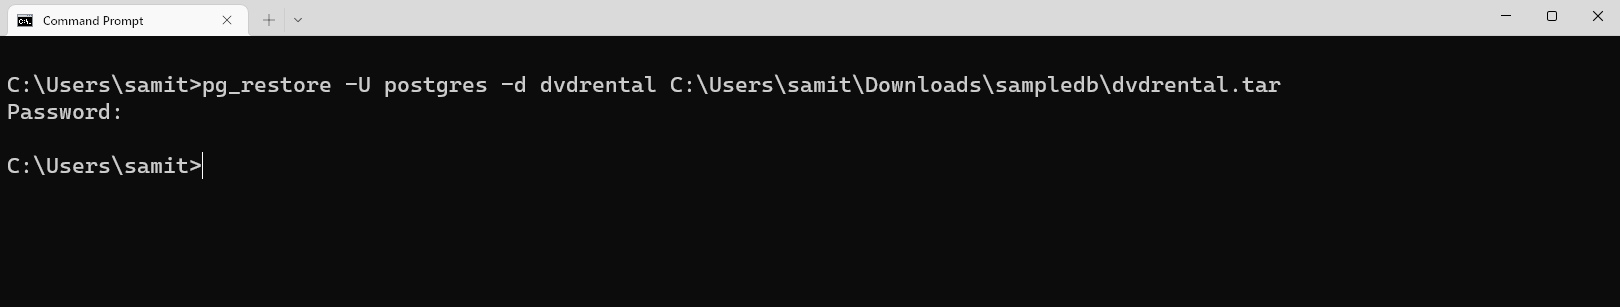 Command Prompt
C:\Users\samit>pg_restore -U postgres -d dvdrental C:\Users\samit\Downloads\sampledb\dvdrental.tar
Password:
C:\Users\samit>